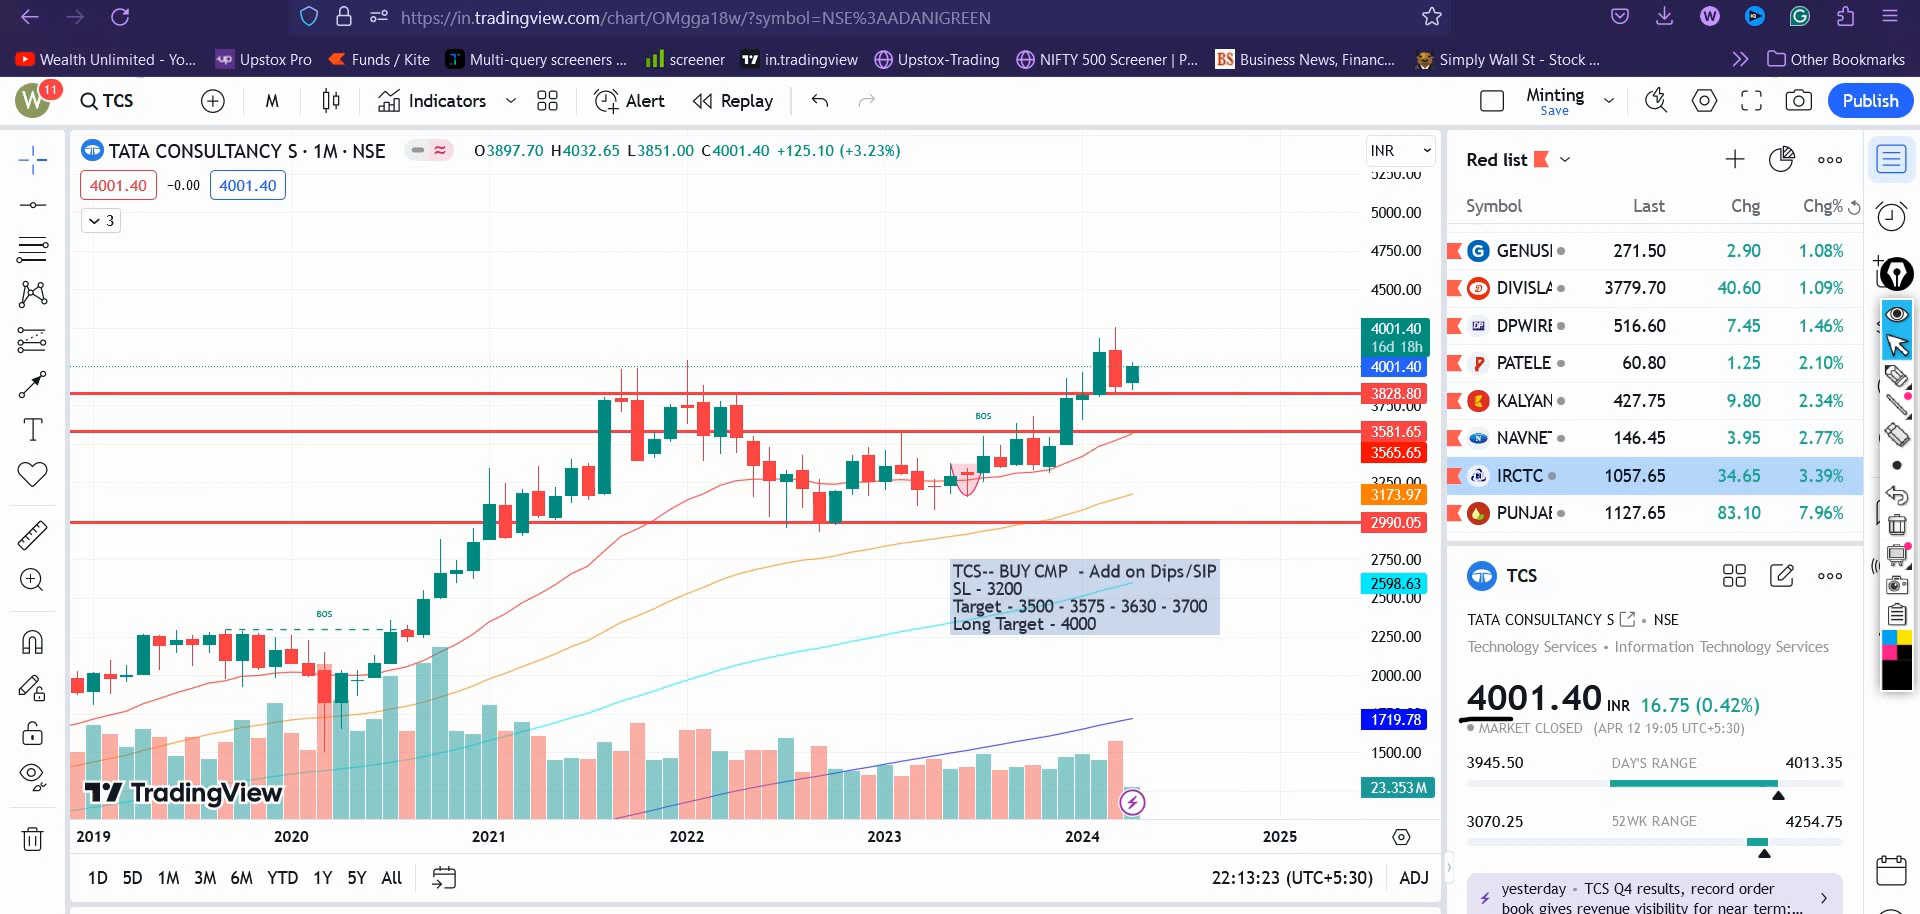 https://in.tradingview.com/chart/OMgga18w/?symbol=NSE%3AADANIGREEN
Wealth Unlimited - Yo... Upstox Pro Funds / Kite Multi-query screeners ... screener in.tradingview Upstox-Trading NIFTY 500 Screener | P... Business News, Financ... Simply Wall St - Stock ... Other Bookmarks
W 11 TCS M Indicators Alert Replay Minting Save Publish
TATA CONSULTANCY S · 1M · NSE O3897.70 H4032.65 L3851.00 C4001.40 +125.10 (+3.23%) INR
4001.40 -0.00 4001.40
3
5250.00
5000.00
4750.00
4500.00
4001.40
16d 18h
4001.40
3828.80
3750.00
BOS
3581.65
3565.65
3250.00
3173.97
2990.05
2750.00
2598.63
2500.00
2250.00
2000.00
1719.78
1500.00
23.353M
BOS
TCS-- BUY CMP - Add on Dips/SIP
SL - 3200
Target - 3500 - 3575 - 3630 - 3700
Long Target - 4000
TradingView
2019 2020 2021 2022 2023 2024 2025
1D 5D 1M 3M 6M YTD 1Y 5Y All 22:13:23 (UTC+5:30) ADJ
Red list
Symbol Last Chg Chg%
GENUSI 271.50 2.90 1.08%
DIVISLA 3779.70 40.60 1.09%
DPWIRE 516.60 7.45 1.46%
PATELE 60.80 1.25 2.10%
KALYAN 427.75 9.80 2.34%
NAVNET 146.45 3.95 2.77%
IRCTC 1057.65 34.65 3.39%
PUNJAB 1127.65 83.10 7.96%
TCS
TATA CONSULTANCY S • NSE
Technology Services • Information Technology Services
4001.40 INR 16.75 (0.42%)
MARKET CLOSED (APR 12 19:05 UTC+5:30)
3945.50 DAY'S RANGE 4013.35
3070.25 52WK RANGE 4254.75
yesterday • TCS Q4 results, record order
book gives revenue visibility for near term:...